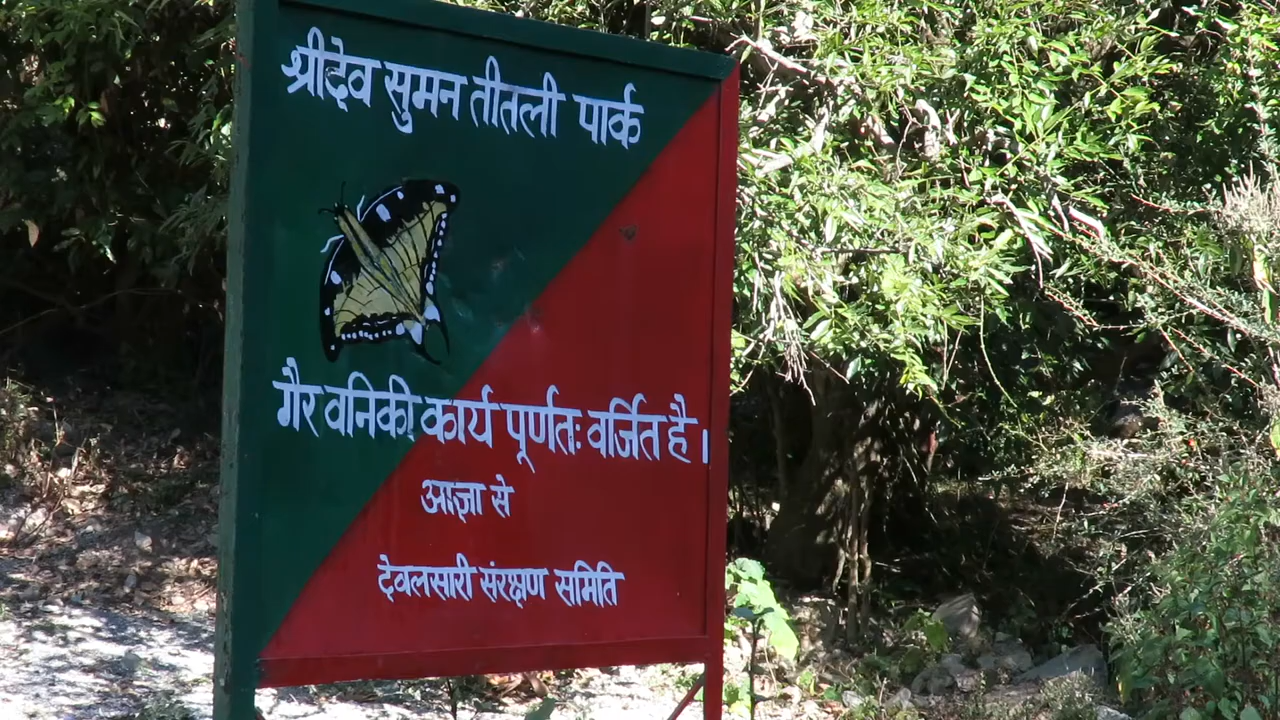 श्रीदेव सुमन तीतली पार्क
गैर वनिकी कार्य पूर्णतः वर्जित है।
आज्ञा से
देवलसारी संरक्षण समिति